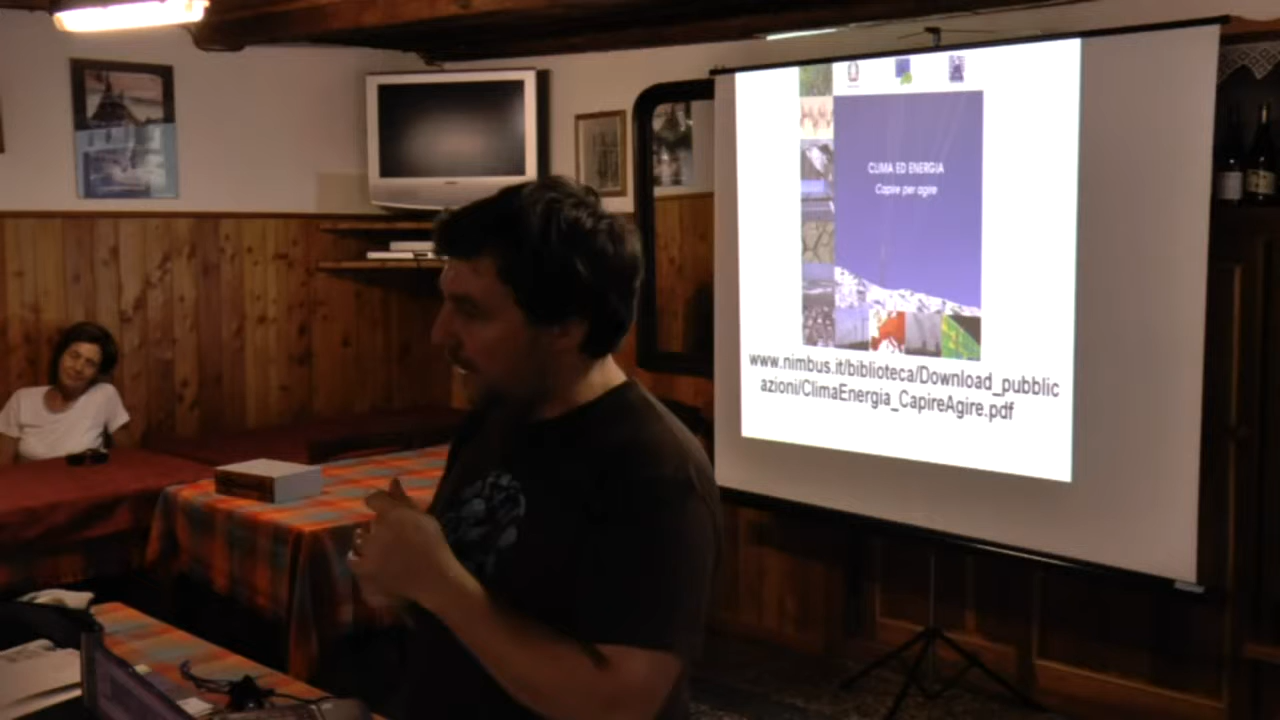 CLIMA ED ENERGIA
Capire per agire
www.nimbus.it/biblioteca/Download_pubblic
azioni/ClimaEnergia_CapireAgire.pdf